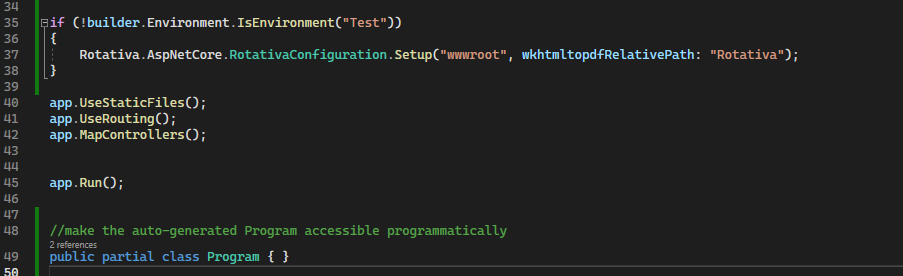 34
35 if (!builder.Environment.IsEnvironment("Test"))
36 {
37 Rotativa.AspNetCore.RotativaConfiguration.Setup("wwwroot", wkhtmltopdfRelativePath: "Rotativa");
38 }
39
40 app.UseStaticFiles();
41 app.UseRouting();
42 app.MapControllers();
43
44
45 app.Run();
46
47
48 //make the auto-generated Program accessible programmatically
2 references
49 public partial class Program { }
50